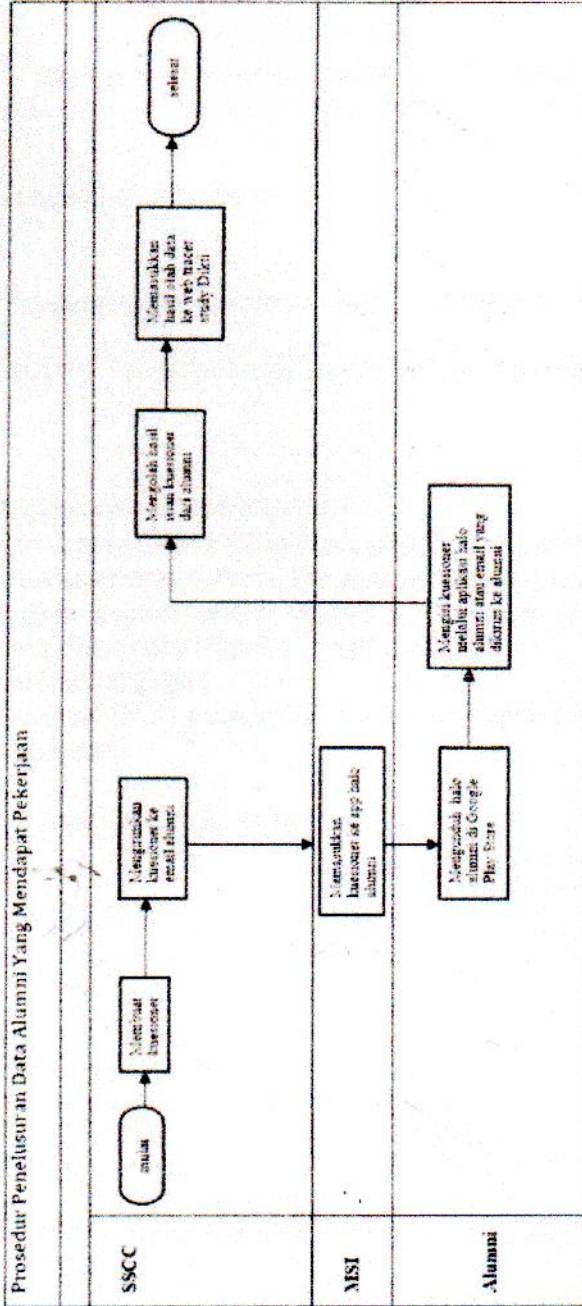 Prosedur Penelusuran Data Alumni Yang Mendapat Pekerjaan
SSCC
mulai
Membuat
kuesioner
Mengirimkan
kuesioner ke
email alumni
Mengolah hasil
isian kuesioner
dari alumni
Memasukkan
hasil olah data
ke web tracer
study Dikti
selesai
MSI
Memasukkan
kuesioner ke app halo
alumni
Alumni
Mengunduh halo
alumni di Google
Play Store
Mengisi kuesioner
melalui aplikasi halo
alumni atau email yang
dikirim ke alumni